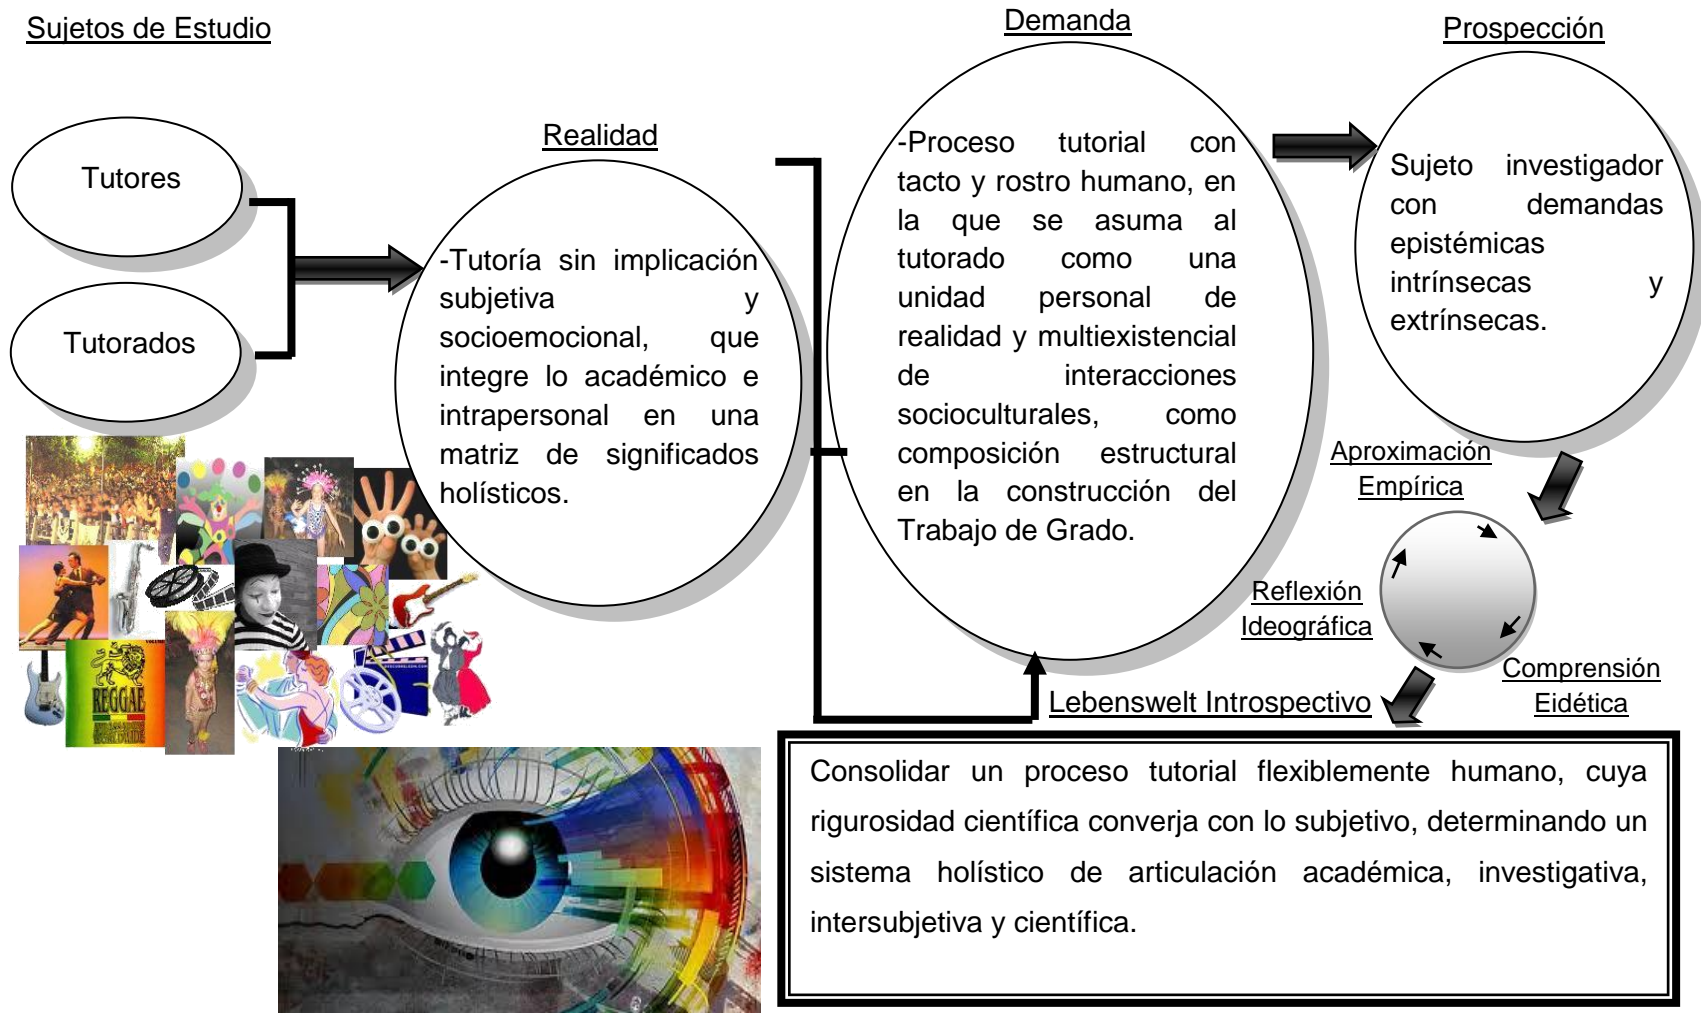 Sujetos de Estudio
Tutores
Tutorados
Realidad
-Tutoría sin implicación
subjetiva y
socioemocional, que
integre lo académico e
intrapersonal en una
matriz de significados
holísticos.
Demanda
-Proceso tutorial con
tacto y rostro humano, en
la que se asuma al
tutorado como una
unidad personal de
realidad y multiexistencial
de interacciones
socioculturales, como
composición estructural
en la construcción del
Trabajo de Grado.
Prospección
Sujeto investigador
con demandas
epistémicas
intrínsecas y
extrínsecas.
Aproximación
Empírica
Reflexión
Ideográfica
Comprensión
Eidética
Lebenswelt Introspectivo
Consolidar un proceso tutorial flexiblemente humano, cuya
rigurosidad científica converja con lo subjetivo, determinando un
sistema holístico de articulación académica, investigativa,
intersubjetiva y científica.
REGGAE